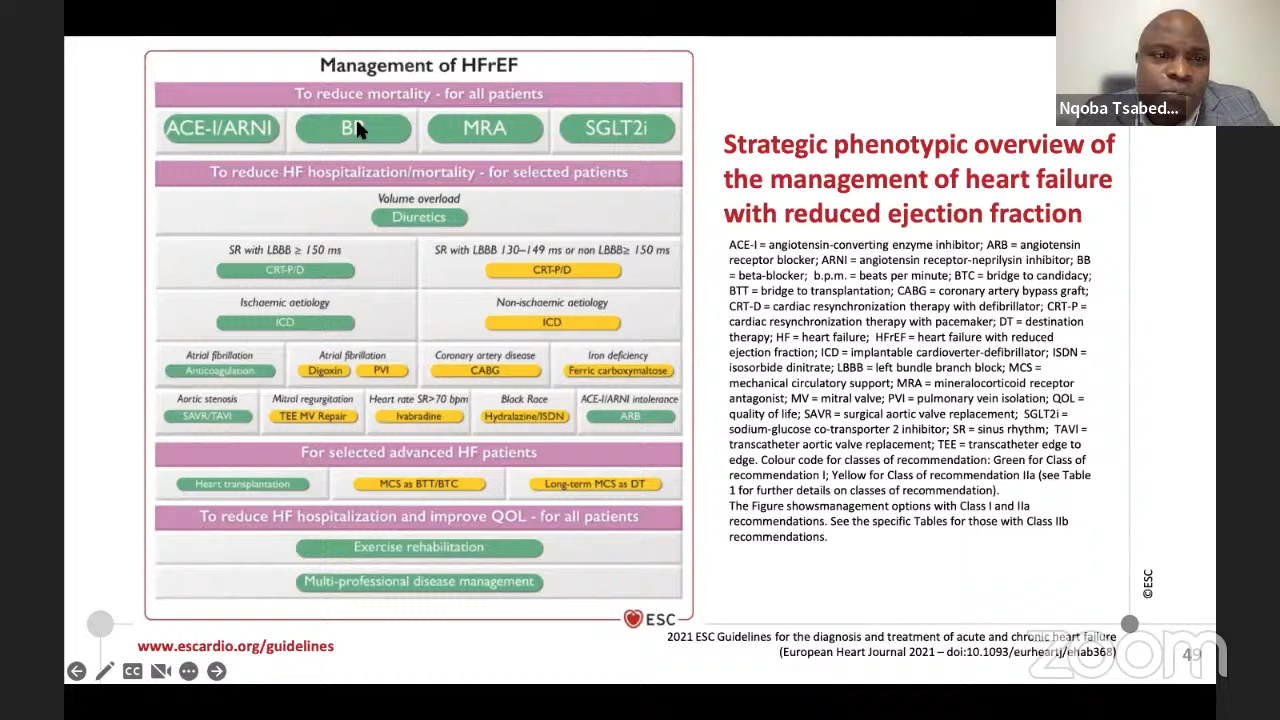 Nqoba Tsabed...
Management of HFrEF
To reduce mortality - for all patients
ACE-I/ARNI
MRA
SGLT2i
To reduce HF hospitalization/mortality - for selected patients
Volume overload
Diuretics
SR with LBBB ≥ 150 ms
SR with LBBB 130–149 ms or non LBBB≥ 150 ms
CRT-P/D
CRT-P/D
Ischaemic aetiology
Non-ischaemic aetiology
ICD
ICD
Atrial fibrillation
Atrial fibrillation
Coronary artery disease
Iron deficiency
Anticoagulation
Digoxin
PVI
CABG
Ferric carboxymaltose
Aortic stenosis
Mitral regurgitation
Heart rate SR>70 bpm
Black Race
ACE-I/ARNI intolerance
SAVR/TAVI
TEE MV Repair
Ivabradine
Hydralazine/ISDN
ARB
For selected advanced HF patients
Heart transplantation
MCS as BTT/BTC
Long-term MCS as DT
To reduce HF hospitalization and improve QOL - for all patients
Exercise rehabilitation
Multi-professional disease management
ESC
Strategic phenotypic overview of
the management of heart failure
with reduced ejection fraction
ACE-I = angiotensin-converting enzyme inhibitor; ARB = angiotensin
receptor blocker; ARNI = angiotensin receptor-neprilysin inhibitor; BB
= beta-blocker; b.p.m. = beats per minute; BTC = bridge to candidacy;
BTT = bridge to transplantation; CABG = coronary artery bypass graft;
CRT-D = cardiac resynchronization therapy with defibrillator; CRT-P =
cardiac resynchronization therapy with pacemaker; DT = destination
therapy; HF = heart failure; HFrEF = heart failure with reduced
ejection fraction; ICD = implantable cardioverter-defibrillator; ISDN =
isosorbide dinitrate; LBBB = left bundle branch block; MCS =
mechanical circulatory support; MRA = mineralocorticoid receptor
antagonist; MV = mitral valve; PVI = pulmonary vein isolation; QOL =
quality of life; SAVR = surgical aortic valve replacement; SGLT2i =
sodium-glucose co-transporter 2 inhibitor; SR = sinus rhythm; TAVI =
transcatheter aortic valve replacement; TEE = transcatheter edge to
edge. Colour code for classes of recommendation: Green for Class of
recommendation I; Yellow for Class of recommendation IIa (see Table
1 for further details on classes of recommendation).
The Figure showsmanagement options with Class I and IIa
recommendations. See the specific Tables for those with Class IIb
recommendations.
©ESC
www.escardio.org/guidelines
2021 ESC Guidelines for the diagnosis and treatment of acute and chronic heart failure
(European Heart Journal 2021 – doi:10.1093/eurheartj/ehab368)
49
CC
zoom